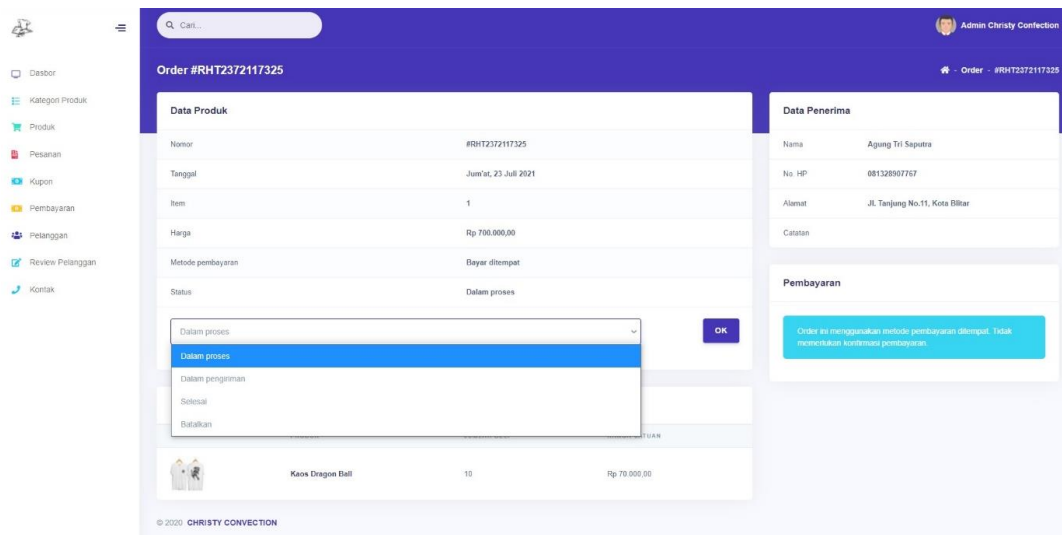 Cari...
Admin Christy Confection
Dasbor
Kategori Produk
Produk
Pesanan
Kupon
Pembayaran
Pelanggan
Review Pelanggan
Kontak
Order #RHT2372117325
- Order - #RHT2372117325
Data Produk
Nomor #RHT2372117325
Tanggal Jum'at, 23 Juli 2021
Item 1
Harga Rp 700.000,00
Metode pembayaran Bayar ditempat
Status Dalam proses
Dalam proses
OK
Dalam proses
Dalam pengiriman
Selesai
Batalkan
Kaos Dragon Ball 10 Rp 70.000,00
Data Penerima
Nama Agung Tri Saputra
No. HP 081328907767
Alamat Jl. Tanjung No.11, Kota Blitar
Catatan
Pembayaran
Order ini menggunakan metode pembayaran ditempat. Tidak
memerlukan konfirmasi pembayaran.
© 2020 CHRISTY CONVECTION